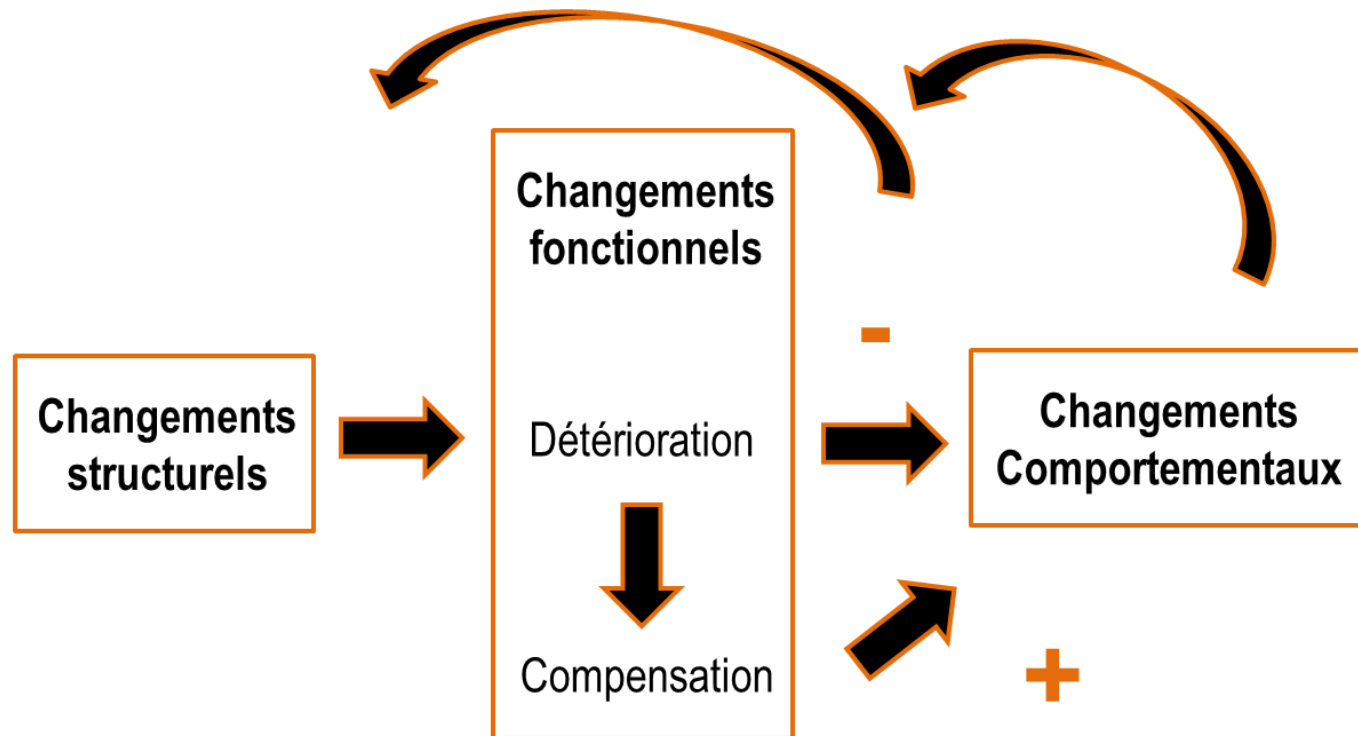 Changements
fonctionnels
-
Changements
structurels
Détérioration
Changements
Comportementaux
Compensation
+